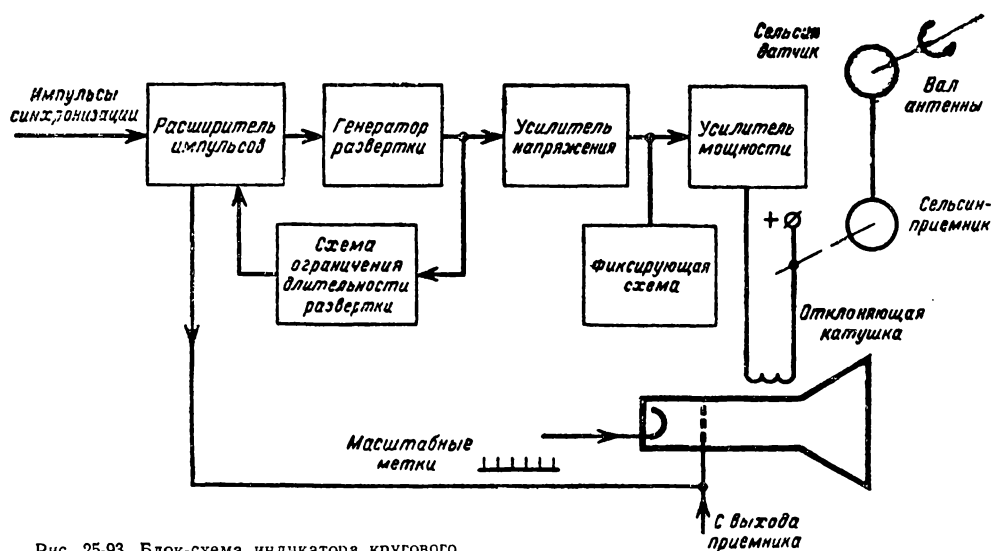 Импульсы
синхронизации
Расширитель
импульсов
Генератор
развертки
Усилитель
напряжения
Усилитель
мощности
Сельсин
датчик
Вал
антенны
Сельсин-
приемник
+
Схема
ограничения
длительности
развертки
Фиксирующая
схема
Отклоняющая
катушка
Масштабные
метки
С выхода
приемника
Рис. 25-93. Блок-схема индикатора кругового